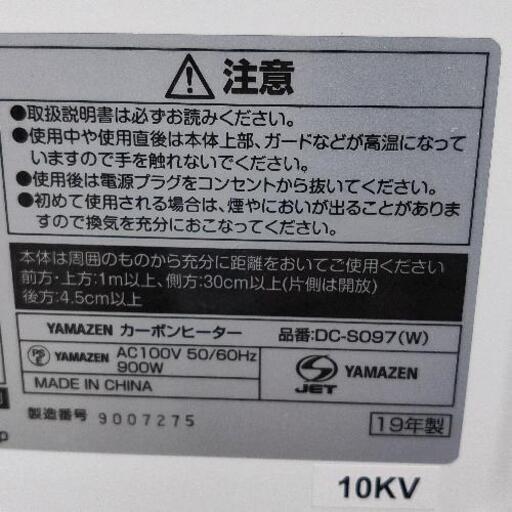 注意
●取扱説明書は必ずお読みください。
●使用中や使用直後は本体上部、ガードなどが高温になって
いますので手を触れないでください。
●使用後は電源プラグをコンセントから抜いてください。
●初めて使用される場合は、煙やにおいが出ることがありま
すので換気を充分におこなってください。
本体は周囲のものから充分に距離をおいてご使用ください
前方・上方:1m以上、側方:30cm以上(片側は開放)
後方:4.5cm以上
YAMAZEN カーボンヒーター 品番:DC-S097(W)
PS E YAMAZEN AC100V 50/60Hz
900W
MADE IN CHINA
S JET YAMAZEN
製造番号 9007275
19年製
p
10KV